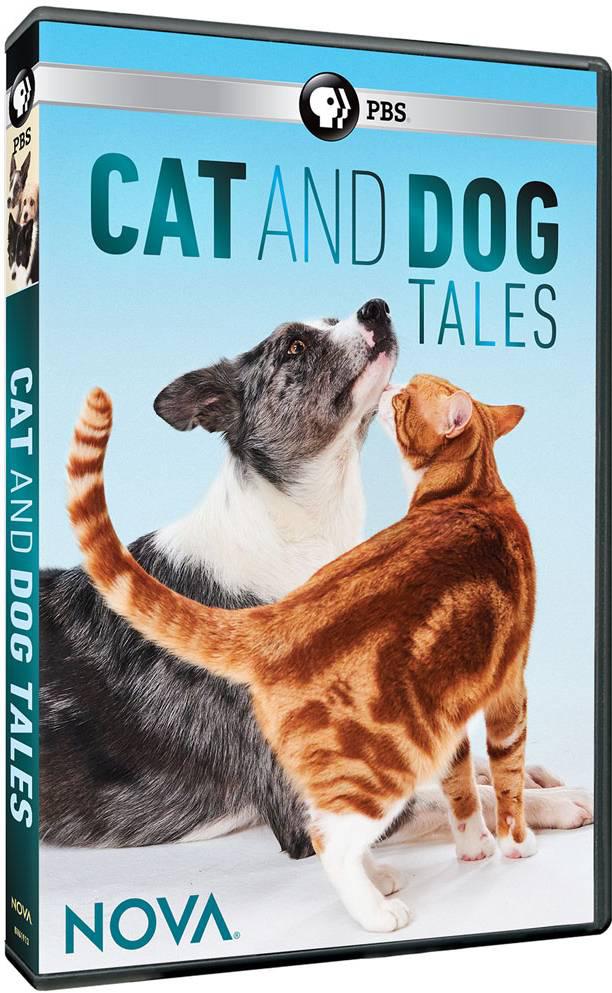 PBS®
CAT AND DOG
TALES
NOVA®
PBS
CAT AND DOG TALES
NOVA